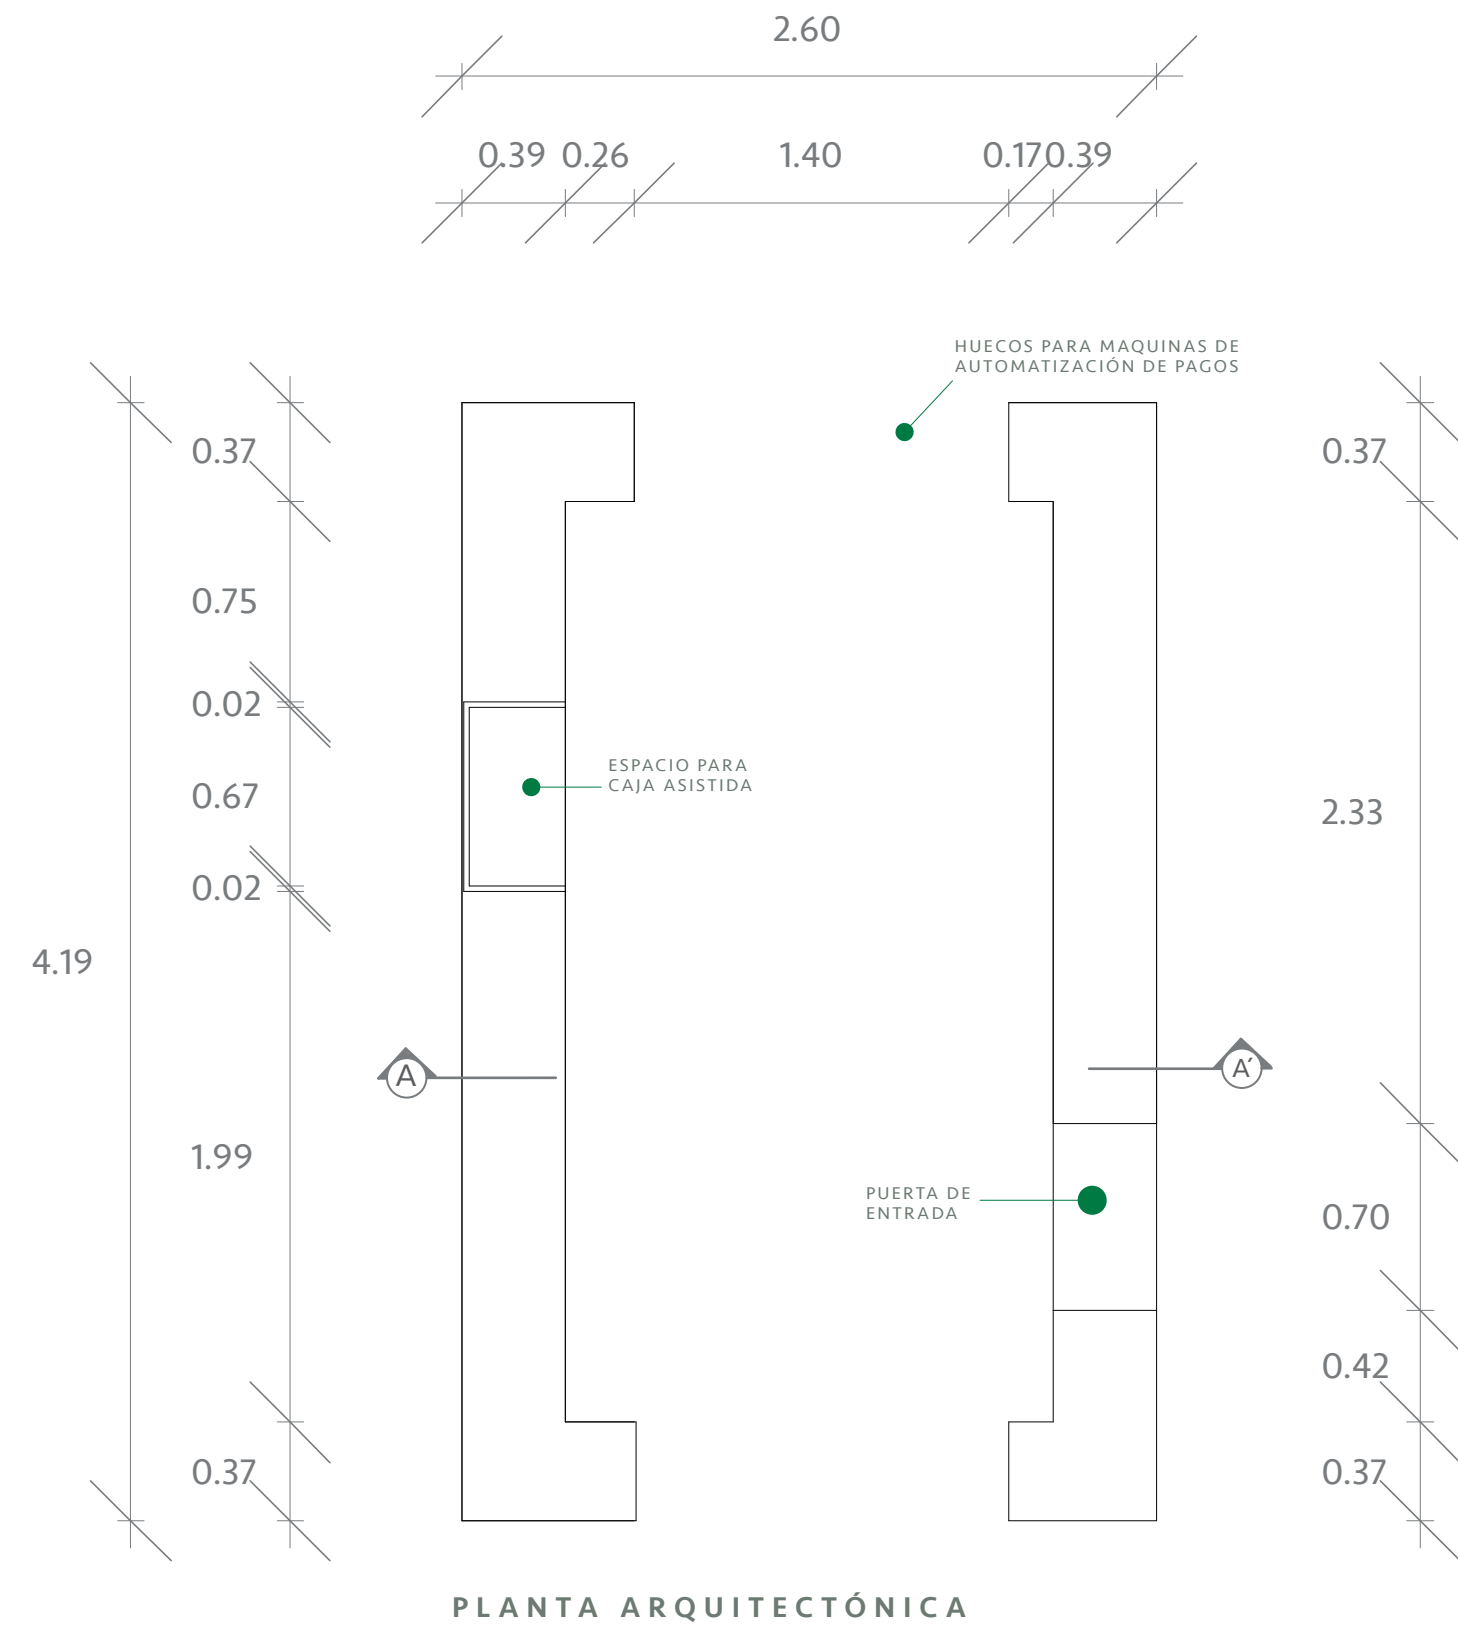 2.60
0.39 0.26 1.40 0.17 0.39
HUECOS PARA MAQUINAS DE
AUTOMATIZACIÓN DE PAGOS
0.37 0.37
0.75
0.02
ESPACIO PARA
CAJA ASISTIDA
0.67
2.33
0.02
4.19
A A´
1.99
PUERTA DE
ENTRADA
0.70
0.42
0.37 0.37
PLANTA ARQUITECTÓNICA